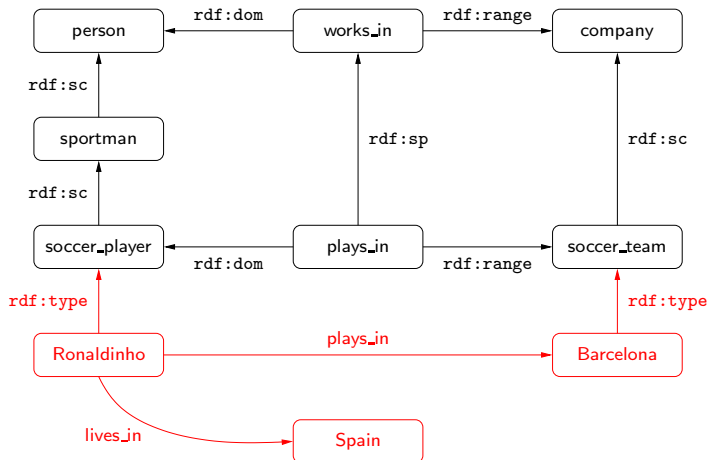 person
rdf:dom
works_in
rdf:range
company
rdf:sc
sportman
rdf:sp
rdf:sc
rdf:sc
soccer_player
rdf:dom
plays_in
rdf:range
soccer_team
rdf:type
rdf:type
Ronaldinho
plays_in
Barcelona
lives_in
Spain